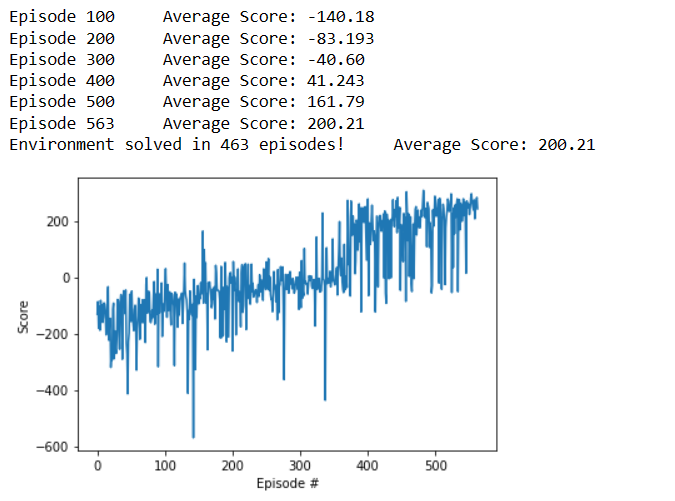 Episode 100     Average Score: -140.18
Episode 200     Average Score: -83.193
Episode 300     Average Score: -40.60
Episode 400     Average Score: 41.243
Episode 500     Average Score: 161.79
Episode 563     Average Score: 200.21
Environment solved in 463 episodes!     Average Score: 200.21
200
0
−200
−400
−600
Score
0 100 200 300 400 500
Episode #